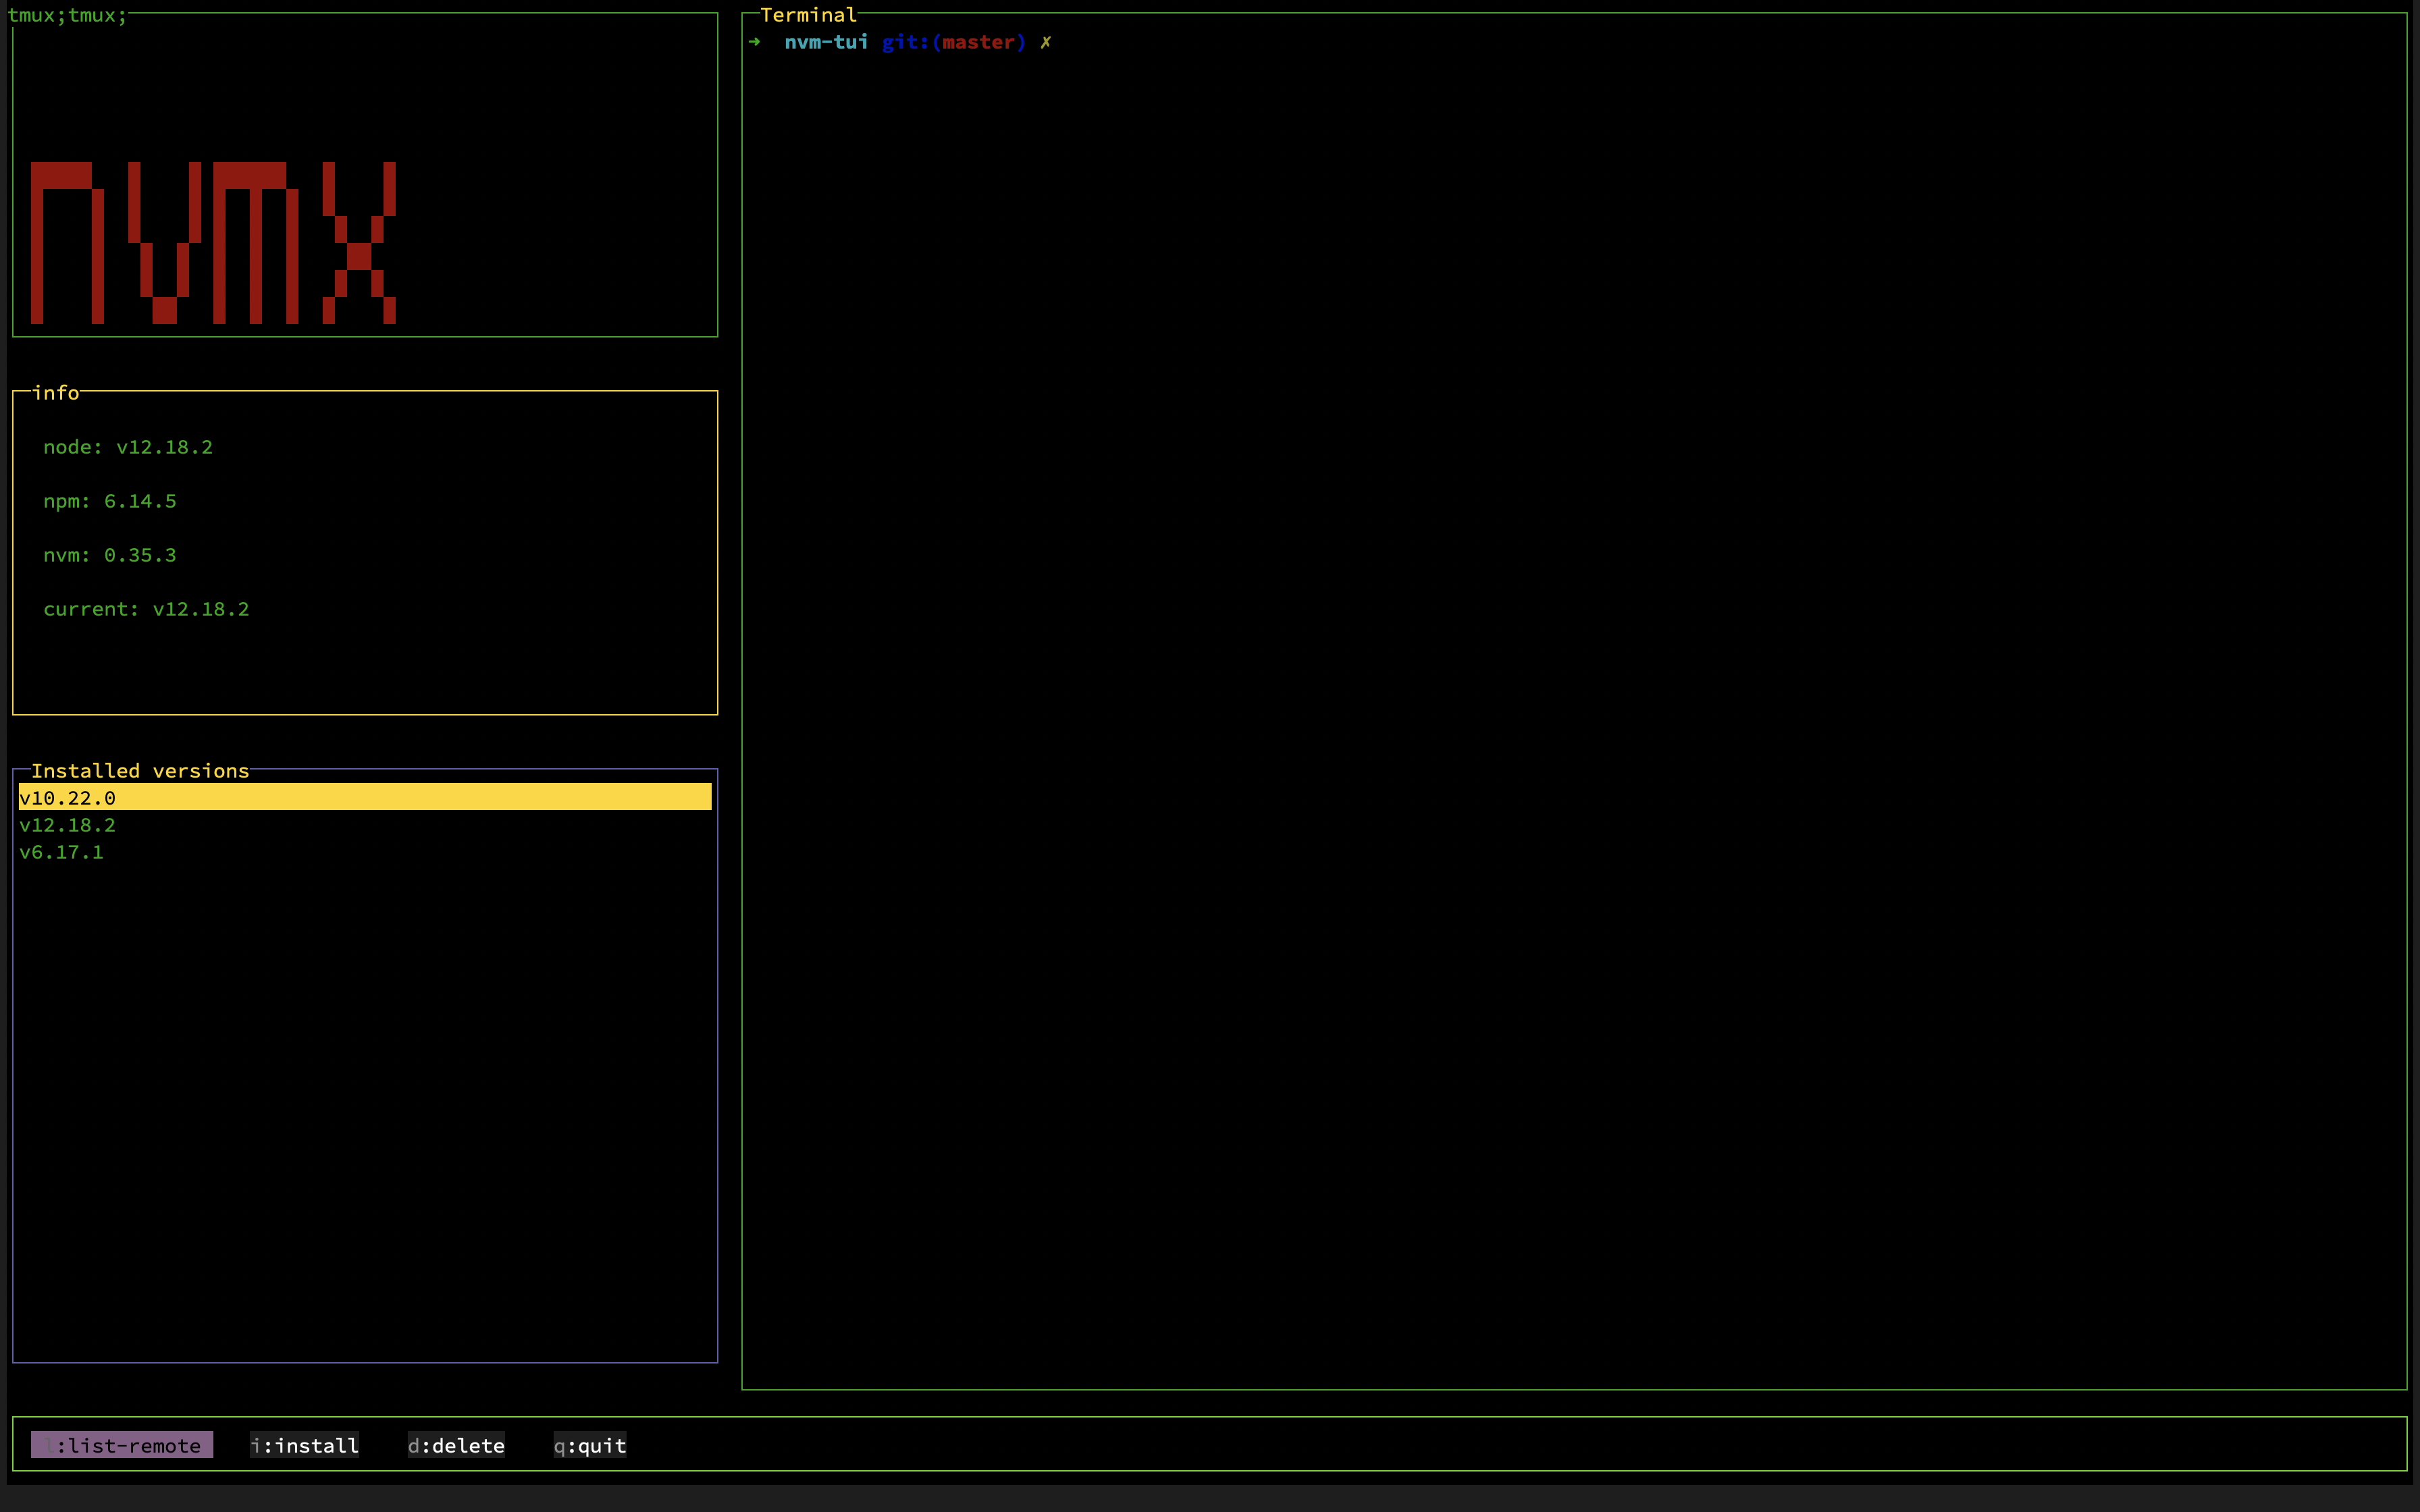 tmux;tmux;
nvmx
info
node: v12.18.2
npm: 6.14.5
nvm: 0.35.3
current: v12.18.2
Installed versions
v10.22.0
v12.18.2
v6.17.1
Terminal
➜ nvm-tui git:(master) ✗
l:list-remote i:install d:delete q:quit